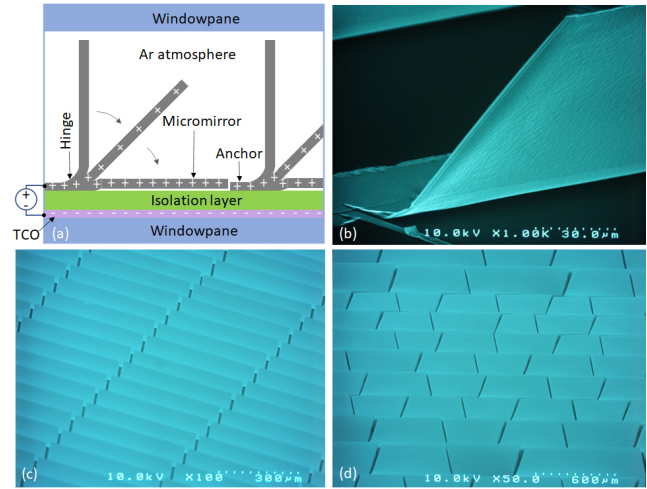 Windowpane
Ar atmosphere
Hinge
Micromirror
Anchor
+
-
Isolation layer
TCO
(a)
Windowpane
(b)
10.0kV X1.00k 30.0μm
(c)
10.0kV X100 300μm
(d)
10.0kV X50.0 600μm